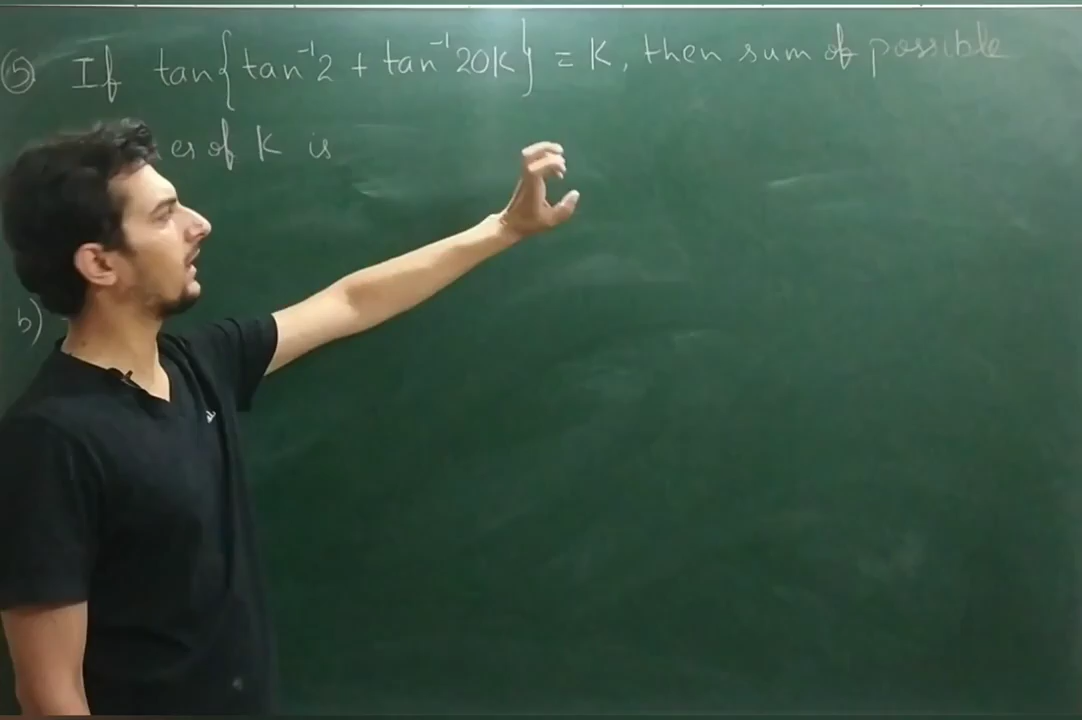 ⑤ If tan{tan⁻¹2 + tan⁻¹20K} = K, then sum of possible
es of K is
b)